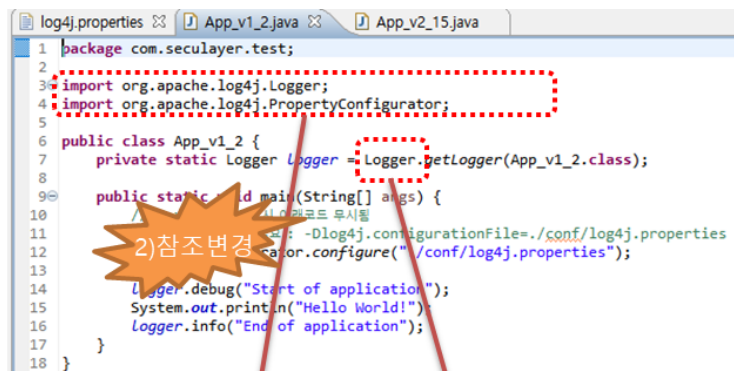 log4j.properties App_v1_2.java App_v2_15.java
1 package com.seculayer.test;
2
3 import org.apache.log4j.Logger;
4 import org.apache.log4j.PropertyConfigurator;
5
6 public class App_v1_2 {
7 private static Logger logger = Logger.getLogger(App_v1_2.class);
8
9 public static void main(String[] args) {
10 // 무시됨
11 : -Dlog4j.configurationFile=./conf/log4j.properties
12 ator.configure("./conf/log4j.properties");
13
14 logger.debug("Start of application");
15 System.out.println("Hello World!");
16 logger.info("End of application");
17 }
18 }
2)참조변경